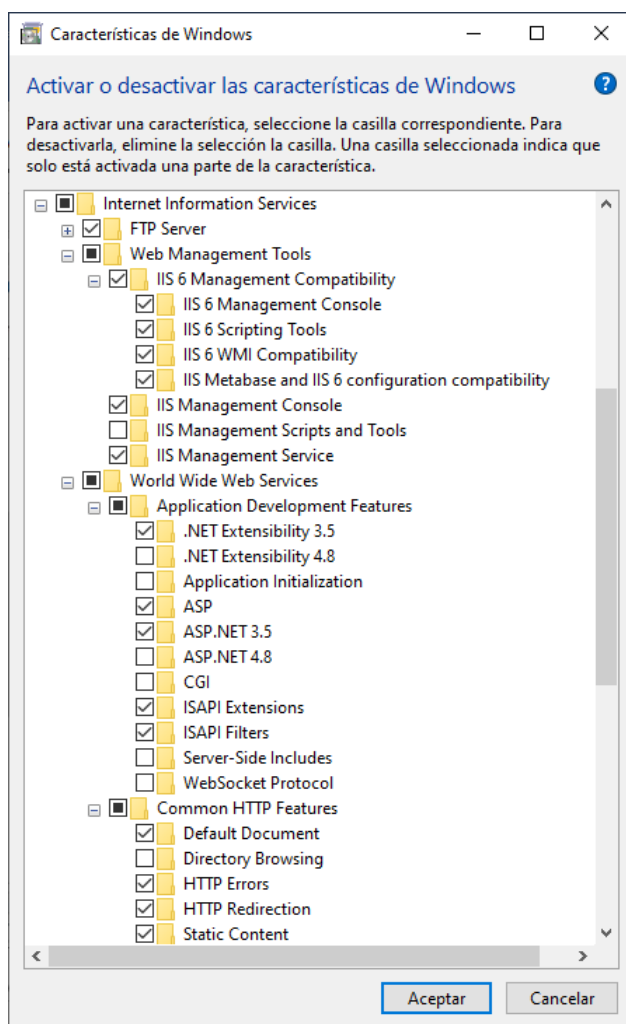 Características de Windows
Activar o desactivar las características de Windows
Para activar una característica, seleccione la casilla correspondiente. Para
desactivarla, elimine la selección la casilla. Una casilla seleccionada indica que
solo está activada una parte de la característica.
Internet Information Services
FTP Server
Web Management Tools
IIS 6 Management Compatibility
IIS 6 Management Console
IIS 6 Scripting Tools
IIS 6 WMI Compatibility
IIS Metabase and IIS 6 configuration compatibility
IIS Management Console
IIS Management Scripts and Tools
IIS Management Service
World Wide Web Services
Application Development Features
.NET Extensibility 3.5
.NET Extensibility 4.8
Application Initialization
ASP
ASP.NET 3.5
ASP.NET 4.8
CGI
ISAPI Extensions
ISAPI Filters
Server-Side Includes
WebSocket Protocol
Common HTTP Features
Default Document
Directory Browsing
HTTP Errors
HTTP Redirection
Static Content
Aceptar
Cancelar